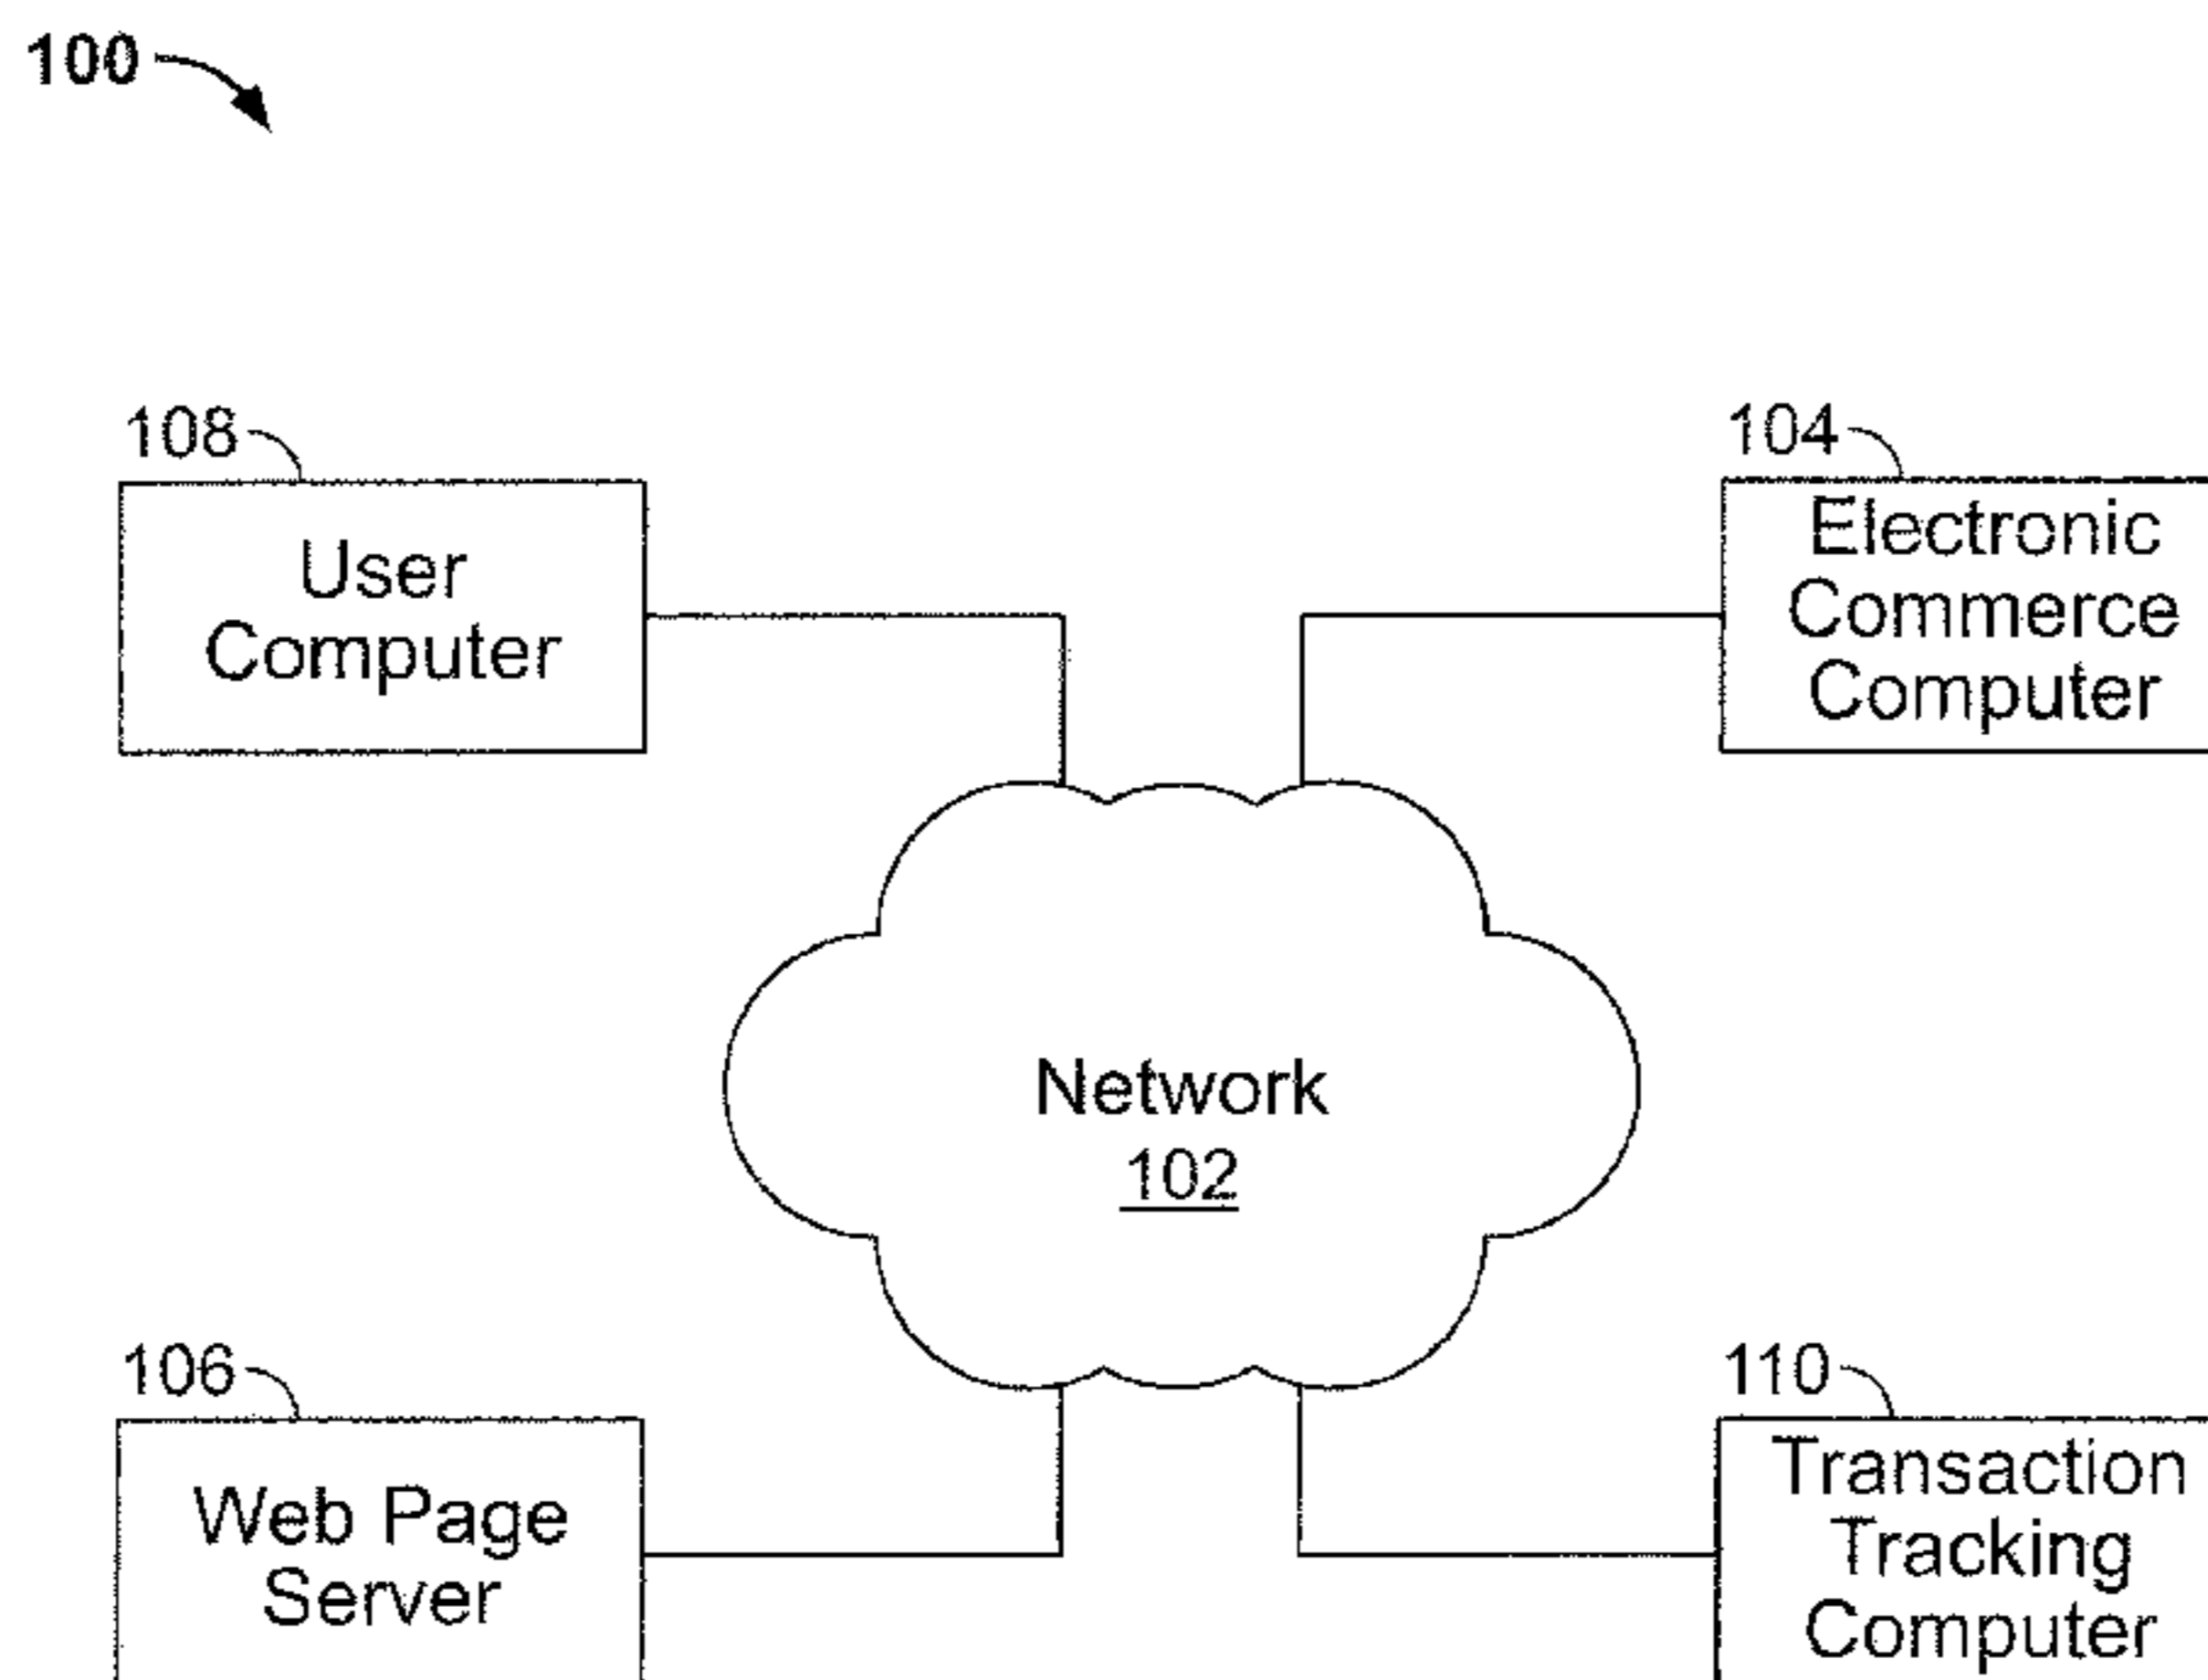 100
108
User
Computer
104
Electronic
Commerce
Computer
Network
102
106
Web Page
Server
110
Transaction
Tracking
Computer